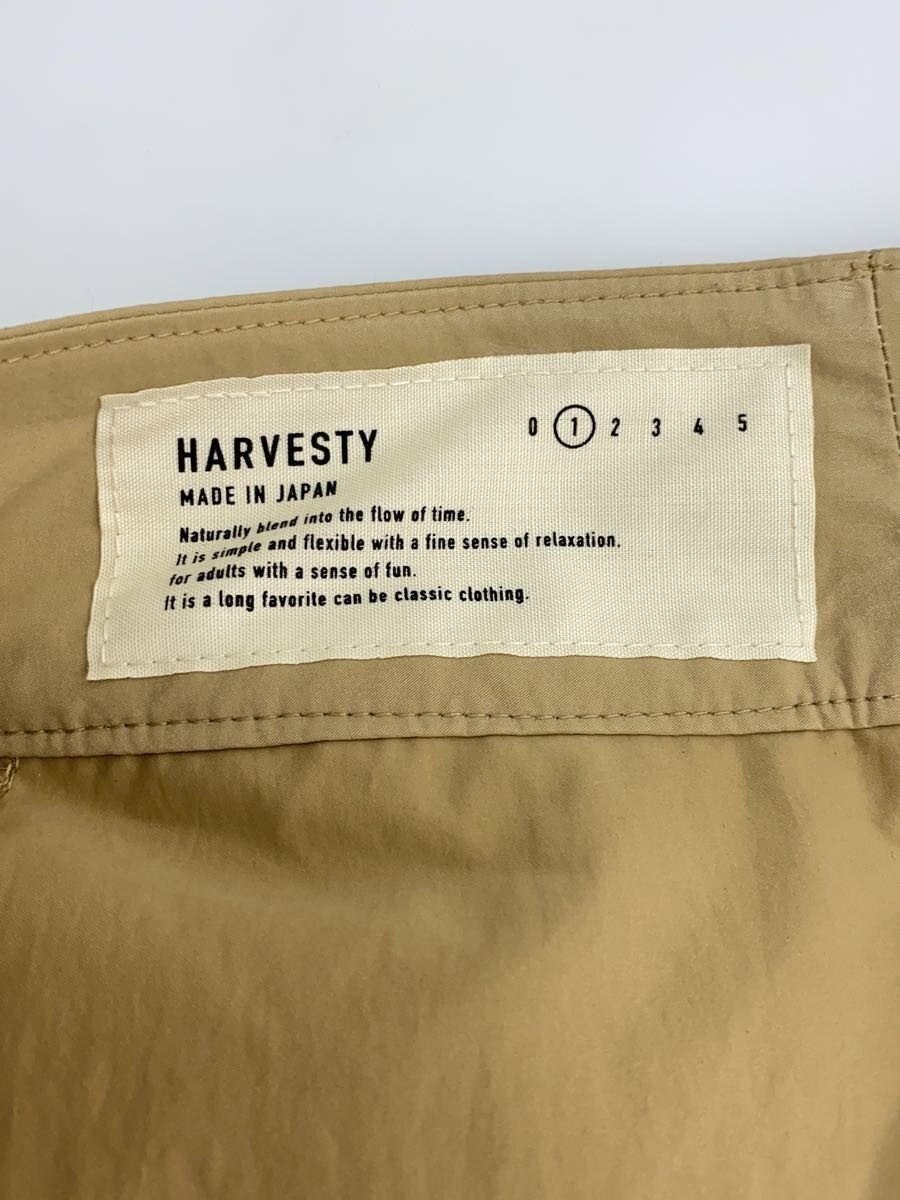 HARVESTY
0 1 2 3 4 5
MADE IN JAPAN
Naturally blend into the flow of time.
It is simple and flexible with a fine sense of relaxation.
for adults with a sense of fun.
It is a long favorite can be classic clothing.